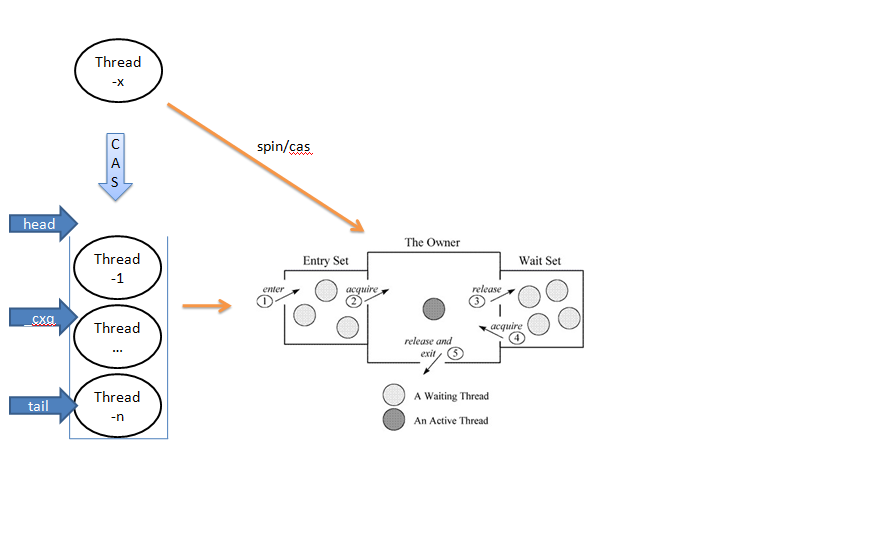 Thread
-x
C
A
S
spin/cas
head
Thread
-1
_cxq
Thread
...
tail
Thread
-n
The Owner
Entry Set
Wait Set
enter
1
acquire
2
release
3
acquire
4
release and
exit
5
A Waiting Thread
An Active Thread